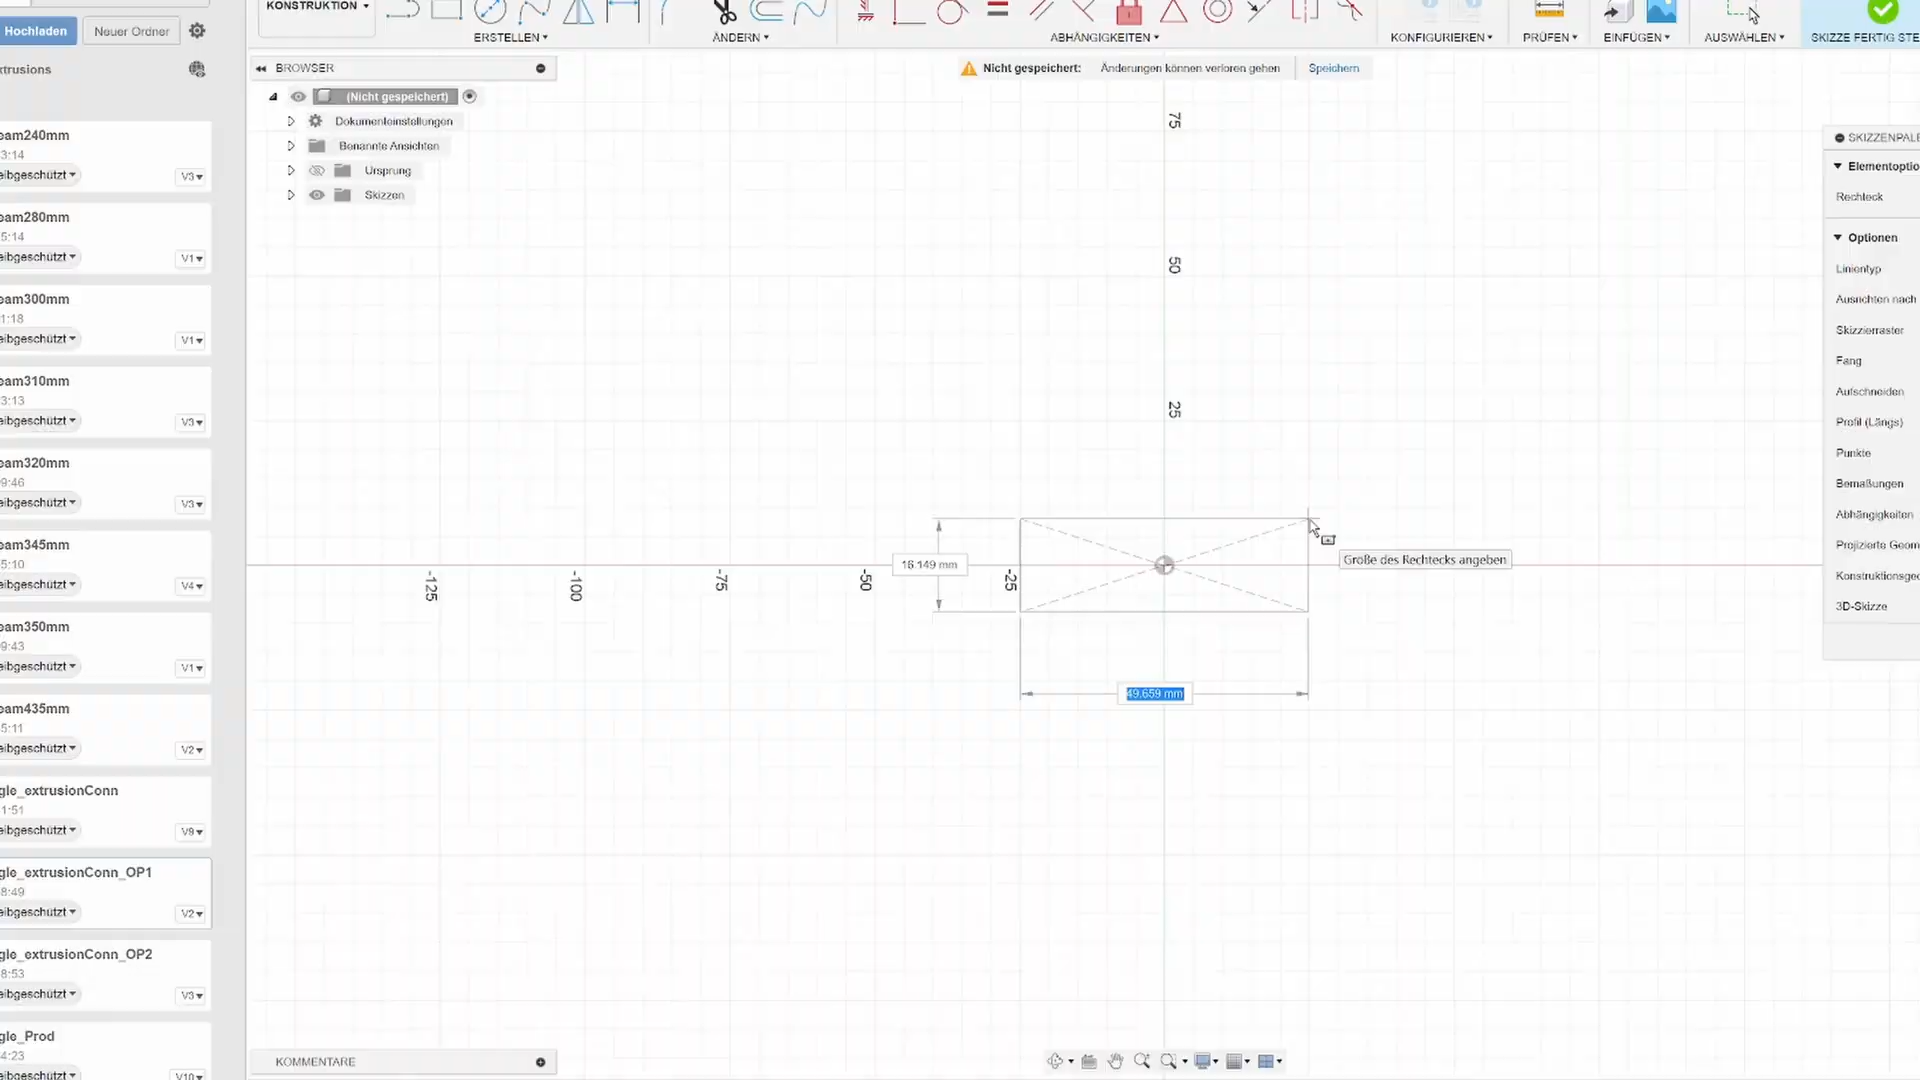 KONSTRUKTION
ERSTELLEN
ÄNDERN
ABHÄNGIGKEITEN
KONFIGURIEREN
PRÜFEN
EINFÜGEN
AUSWÄHLEN
SKIZZE FERTIG STE
Hochladen
Neuer Ordner
xtrusions
eam240mm
3:14
eibgeschützt
V3
eam280mm
5:14
eibgeschützt
V1
eam300mm
1:18
eibgeschützt
V1
eam310mm
3:13
eibgeschützt
V3
eam320mm
9:46
eibgeschützt
V3
eam345mm
5:10
eibgeschützt
V4
eam350mm
9:43
eibgeschützt
V1
eam435mm
5:11
eibgeschützt
V2
gle_extrusionConn
1:51
eibgeschützt
V9
gle_extrusionConn_OP1
8:49
eibgeschützt
V2
gle_extrusionConn_OP2
8:53
eibgeschützt
V3
gle_Prod
4:23
eibgeschützt
V10
BROWSER
(Nicht gespeichert)
Dokumenteinstellungen
Benannte Ansichten
Ursprung
Skizzen
Nicht gespeichert: Änderungen können verloren gehen Speichern
75
50
25
-125
-100
-75
-50
-25
16.149 mm
49.659 mm
Größe des Rechtecks angeben
SKIZZENPALE
Elementoptio
Rechteck
Optionen
Linientyp
Ausrichten nach
Skizzierraster
Fang
Aufschneiden
Profil (Längs)
Punkte
Bemaßungen
Abhängigkeiten
Projizierte Geom
Konstruktionsgeo
3D-Skizze
KOMMENTARE